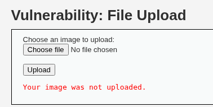 Vulnerability: File Upload
Choose an image to upload:
Choose file No file chosen
Upload
Your image was not uploaded.